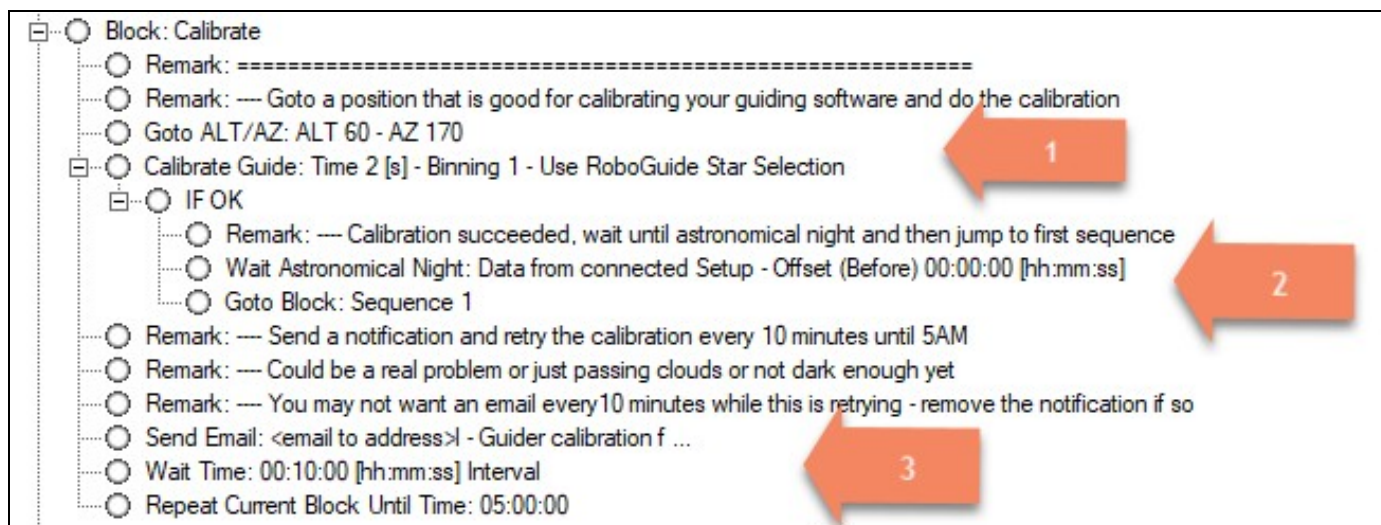 Block: Calibrate
Remark: ==========================================================
Remark: ---- Goto a position that is good for calibrating your guiding software and do the calibration
Goto ALT/AZ: ALT 60 - AZ 170
1
Calibrate Guide: Time 2 [s] - Binning 1 - Use RoboGuide Star Selection
IF OK
Remark: ---- Calibration succeeded, wait until astronomical night and then jump to first sequence
Wait Astronomical Night: Data from connected Setup - Offset (Before) 00:00:00 [hh:mm:ss]
2
Goto Block: Sequence 1
Remark: ---- Send a notification and retry the calibration every 10 minutes until 5AM
Remark: ---- Could be a real problem or just passing clouds or not dark enough yet
Remark: ---- You may not want an email every10 minutes while this is retrying - remove the notification if so
Send Email: <email to address>| - Guider calibration f ...
Wait Time: 00:10:00 [hh:mm:ss] Interval
3
Repeat Current Block Until Time: 05:00:00